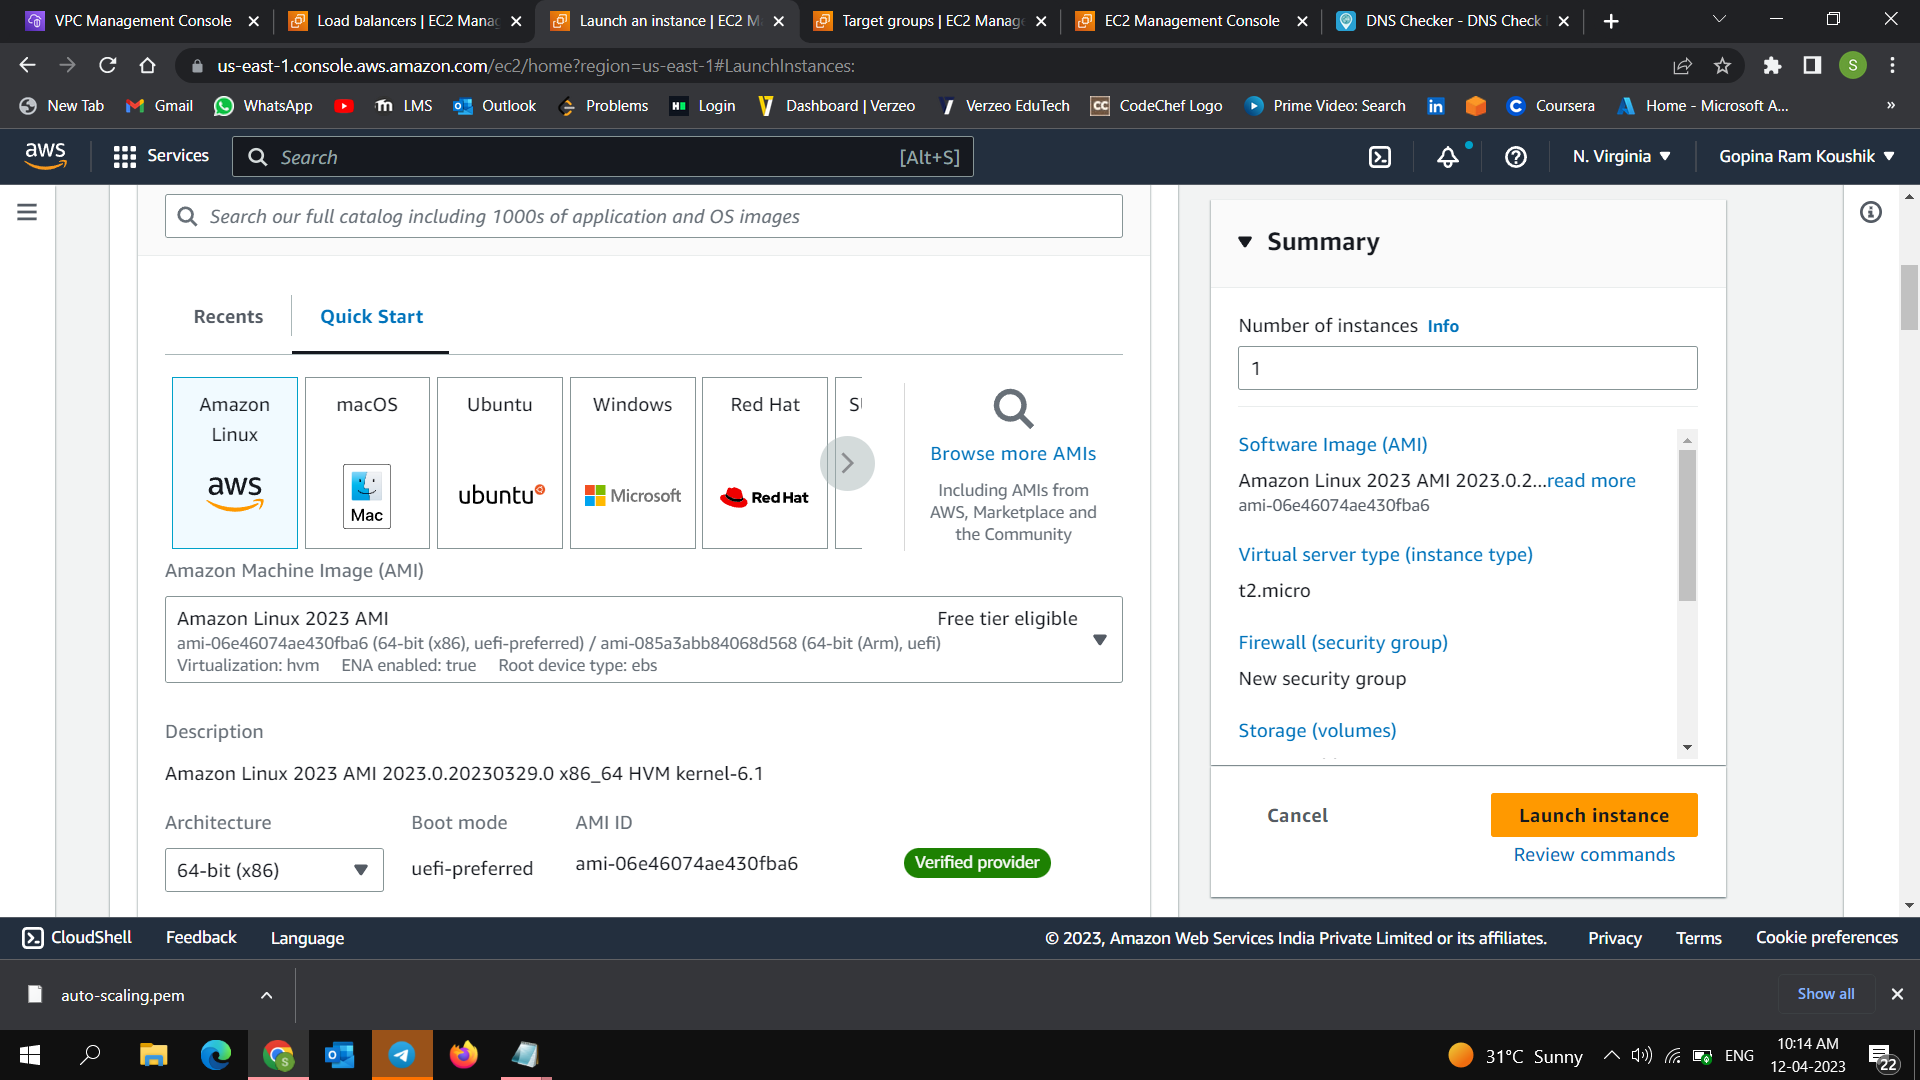 VPC Management Console
Load balancers | EC2 Manag
Launch an instance | EC2 M
Target groups | EC2 Manage
EC2 Management Console
DNS Checker - DNS Check
us-east-1.console.aws.amazon.com/ec2/home?region=us-east-1#LaunchInstances:
S
New Tab
Gmail
WhatsApp
LMS
Outlook
Problems
Login
Dashboard | Verzeo
Verzeo EduTech
CodeChef Logo
Prime Video: Search
Coursera
Home - Microsoft A...
»
aws
Services
Search
[Alt+S]
N. Virginia
Gopina Ram Koushik
Search our full catalog including 1000s of application and OS images
Recents
Quick Start
Amazon
Linux
aws
macOS
Mac
Ubuntu
ubuntu
Windows
Microsoft
Red Hat
Red Hat
Browse more AMIs
Including AMIs from
AWS, Marketplace and
the Community
Amazon Machine Image (AMI)
Amazon Linux 2023 AMI
Free tier eligible
ami-06e46074ae430fba6 (64-bit (x86), uefi-preferred) / ami-085a3abb84068d568 (64-bit (Arm), uefi)
Virtualization: hvm ENA enabled: true Root device type: ebs
Description
Amazon Linux 2023 AMI 2023.0.20230329.0 x86_64 HVM kernel-6.1
Architecture
Boot mode
AMI ID
64-bit (x86)
uefi-preferred
ami-06e46074ae430fba6
Verified provider
Summary
Number of instances Info
1
Software Image (AMI)
Amazon Linux 2023 AMI 2023.0.2...read more
ami-06e46074ae430fba6
Virtual server type (instance type)
t2.micro
Firewall (security group)
New security group
Storage (volumes)
Cancel
Launch instance
Review commands
CloudShell
Feedback
Language
© 2023, Amazon Web Services India Private Limited or its affiliates.
Privacy
Terms
Cookie preferences
auto-scaling.pem
Show all
31°C Sunny
ENG
10:14 AM
12-04-2023
22